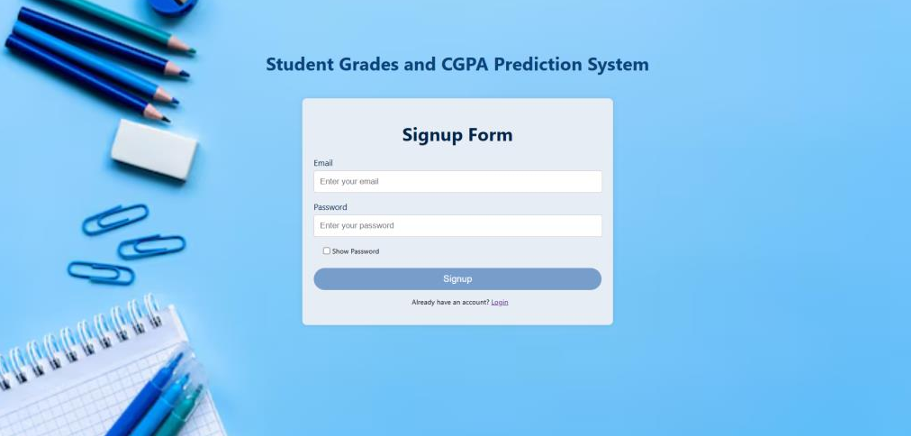 Student Grades and CGPA Prediction System
Signup Form
Email
Enter your email
Password
Enter your password
Show Password
Signup
Already have an account? Login